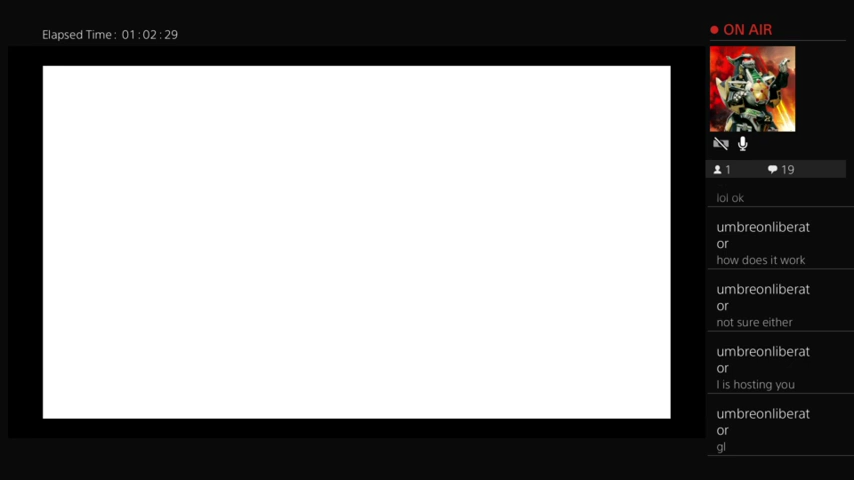 Elapsed Time: 01:02:29
ON AIR
1 19
lol ok
umbreonliberat
or
how does it work
umbreonliberat
or
not sure either
umbreonliberat
or
I is hosting you
umbreonliberat
or
gl